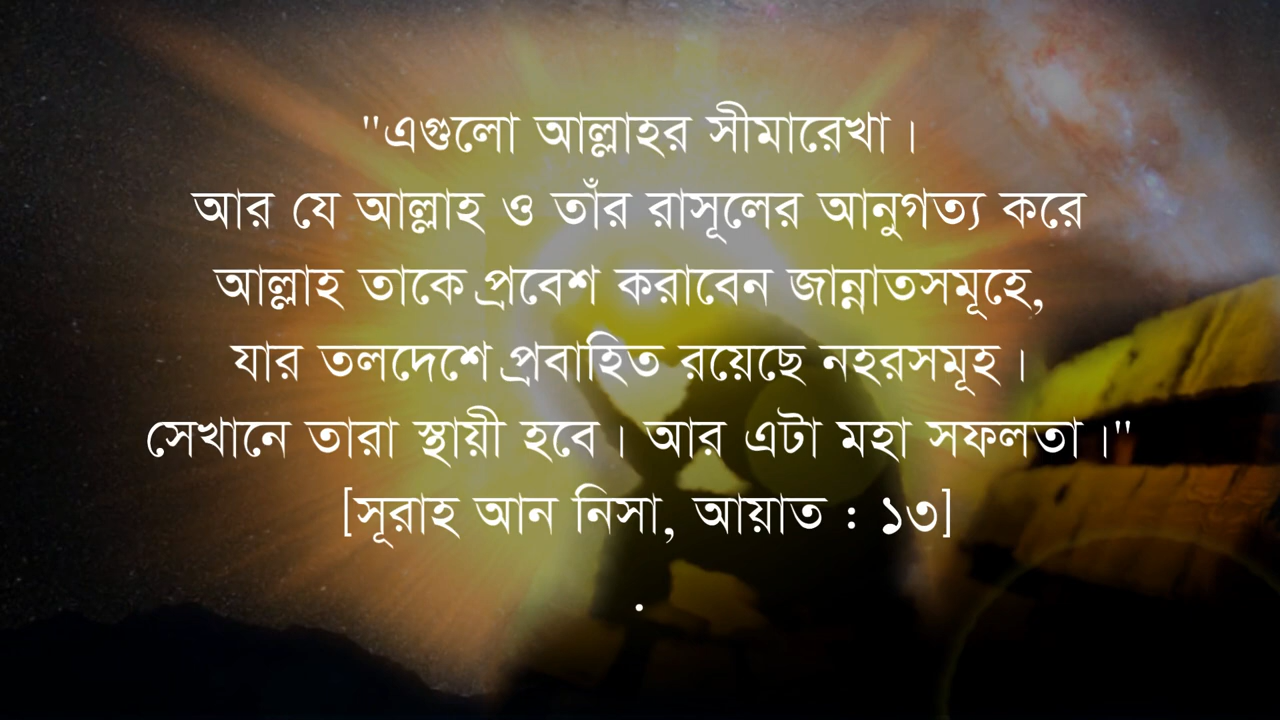 "এগুলো আল্লাহর সীমারেখা।
আর যে আল্লাহ ও তাঁর রাসূলের আনুগত্য করে
আল্লাহ তাকে প্রবেশ করাবেন জান্নাতসমূহে,
যার তলদেশে প্রবাহিত রয়েছে নহরসমূহ।
সেখানে তারা স্থায়ী হবে। আর এটা মহা সফলতা।"
[সূরাহ আন নিসা, আয়াত : ১৩]
.